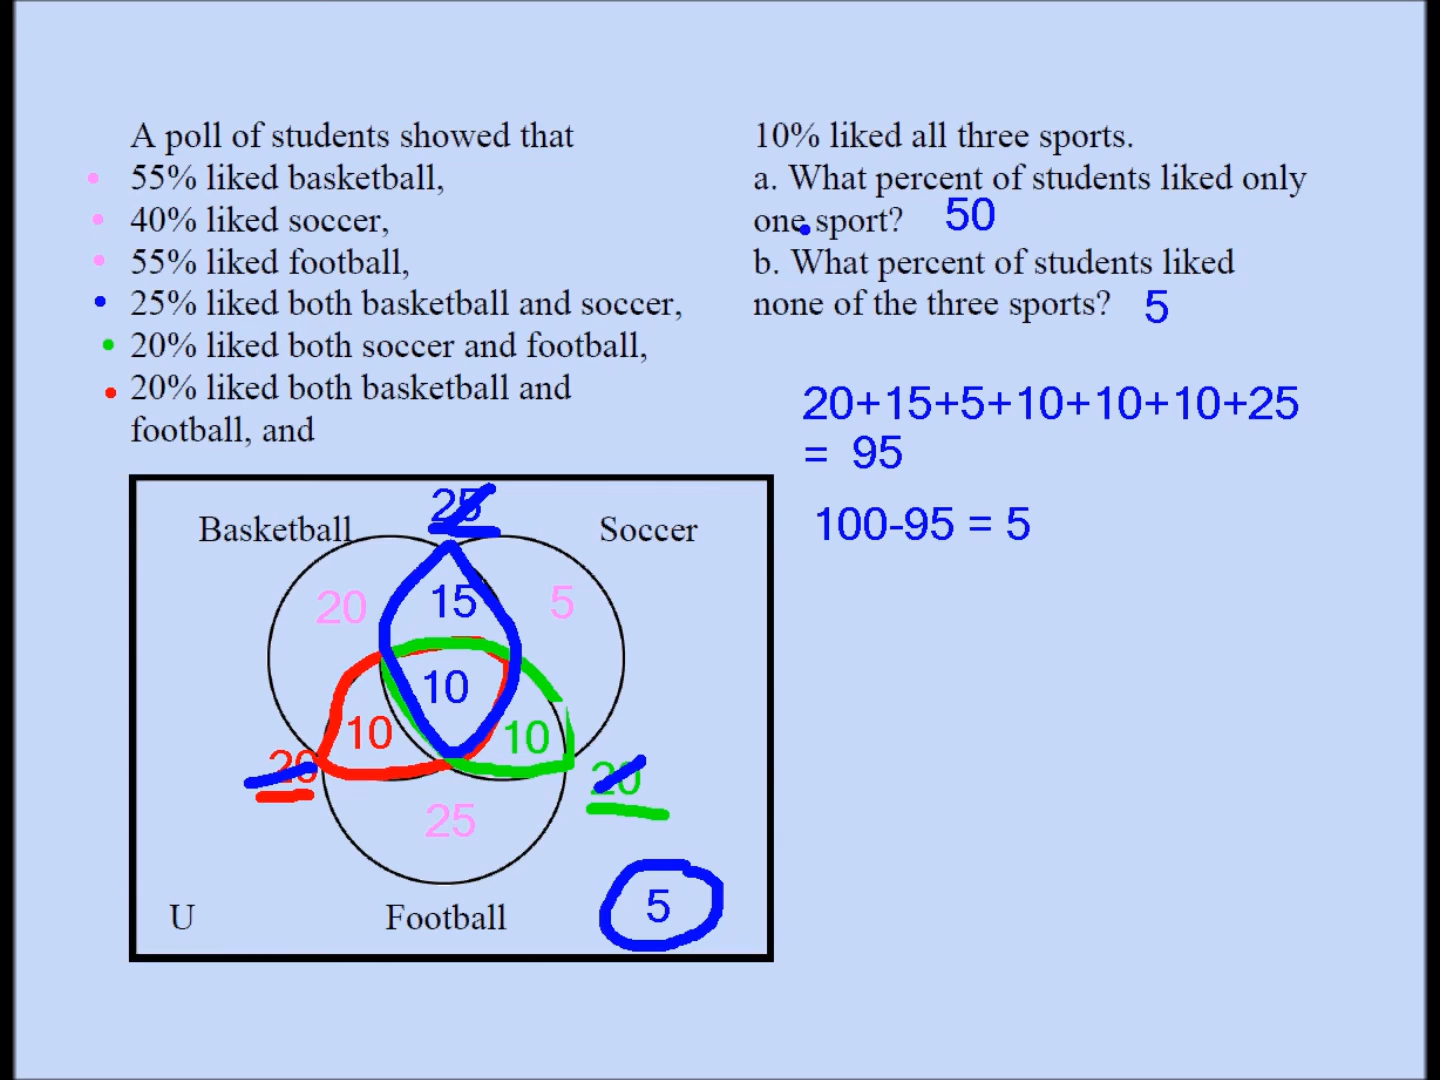 A poll of students showed that
55% liked basketball,
40% liked soccer,
55% liked football,
25% liked both basketball and soccer,
20% liked both soccer and football,
20% liked both basketball and
football, and
10% liked all three sports.
a. What percent of students liked only
one sport? 50
b. What percent of students liked
none of the three sports? 5
20+15+5+10+10+10+25
= 95
100-95 = 5
25
Basketball
Soccer
20
15
5
10
10
10
20
20
25
5
U
Football